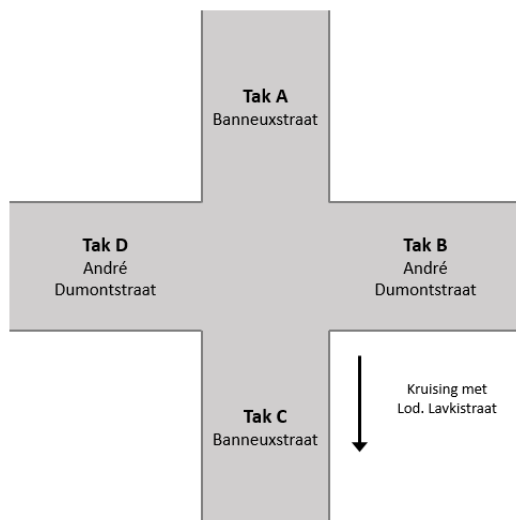 Tak A
Banneuxstraat
Tak D
André
Dumontstraat
Tak B
André
Dumontstraat
Kruising met
Lod. Lavkistraat
Tak C
Banneuxstraat